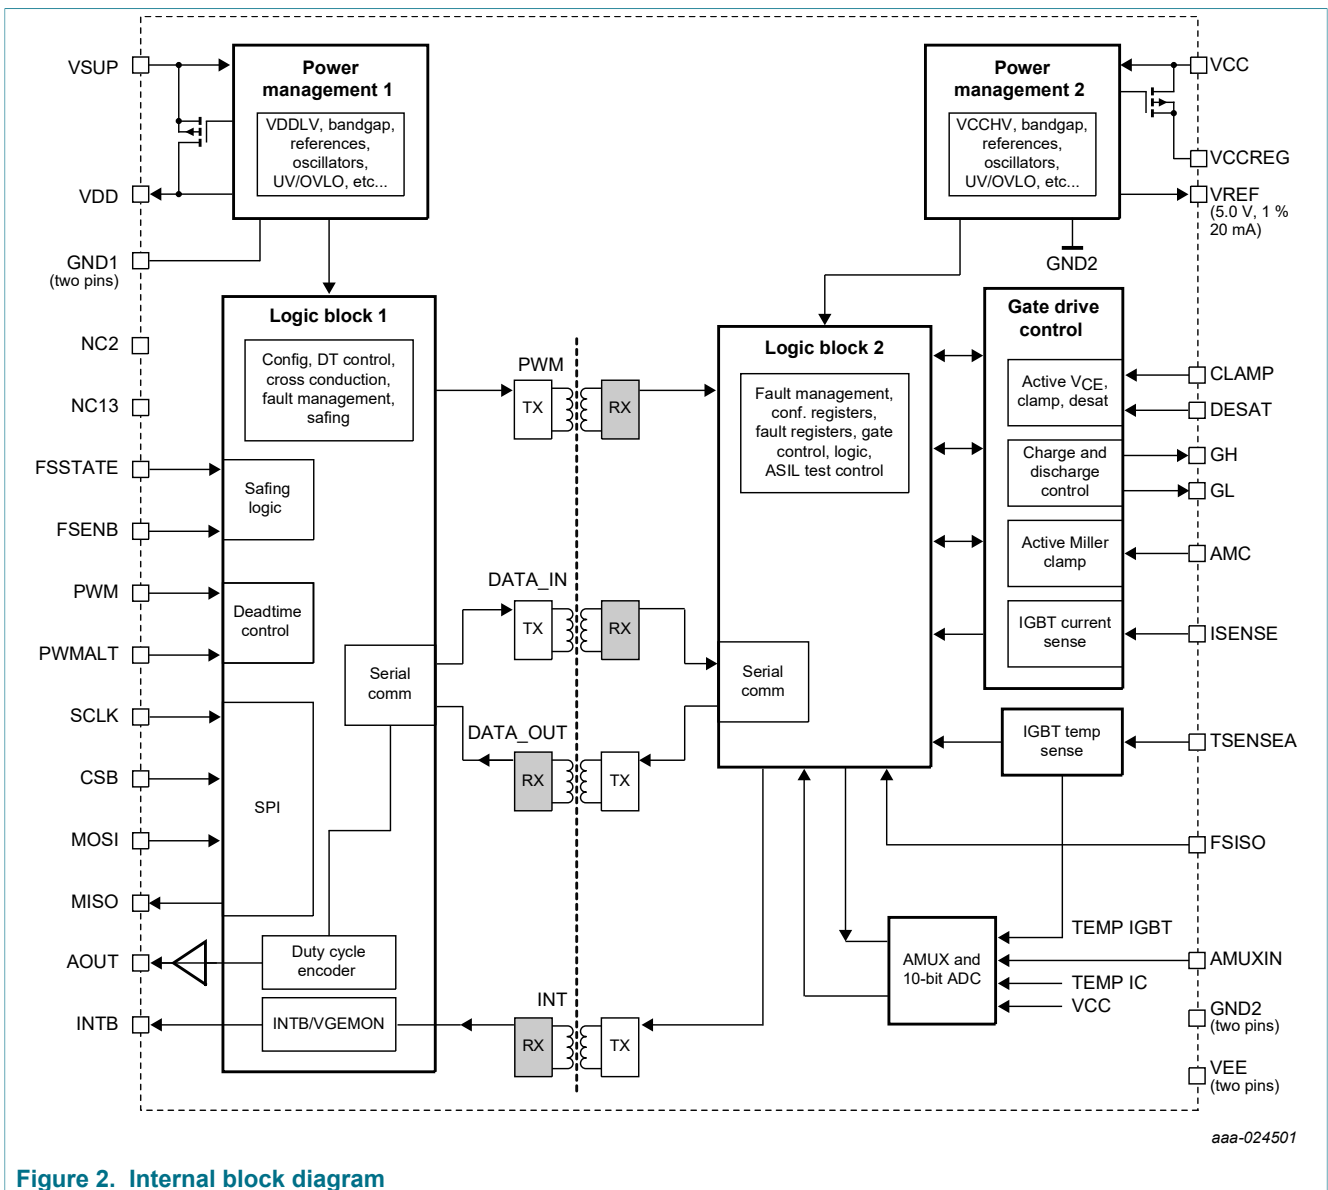 VSUP
VDD
GND1
(two pins)
NC2
NC13
FSSTATE
FSENB
PWM
PWMALT
SCLK
CSB
MOSI
MISO
AOUT
INTB
Power
management 1
VDDLV, bandgap,
references,
oscillators,
UV/OVLO, etc...
Logic block 1
Config, DT control,
cross conduction,
fault management,
safing
Safing
logic
Deadtime
control
Serial
comm
SPI
Duty cycle
encoder
INTB/VGEMON
PWM
TX
RX
DATA_IN
TX
RX
DATA_OUT
RX
TX
INT
RX
TX
Power
management 2
VCCHV, bandgap,
references,
oscillators,
UV/OVLO, etc...
GND2
Logic block 2
Fault management,
conf. registers,
fault registers, gate
control, logic,
ASIL test control
Serial
comm
Gate drive
control
Active VCE,
clamp, desat
Charge and
discharge
control
Active Miller
clamp
IGBT current
sense
IGBT temp
sense
AMUX and
10-bit ADC
TEMP IGBT
TEMP IC
VCC
VCC
VCCREG
VREF
(5.0 V, 1 %
20 mA)
CLAMP
DESAT
GH
GL
AMC
ISENSE
TSENSEA
FSISO
AMUXIN
GND2
(two pins)
VEE
(two pins)
aaa-024501
Figure 2. Internal block diagram